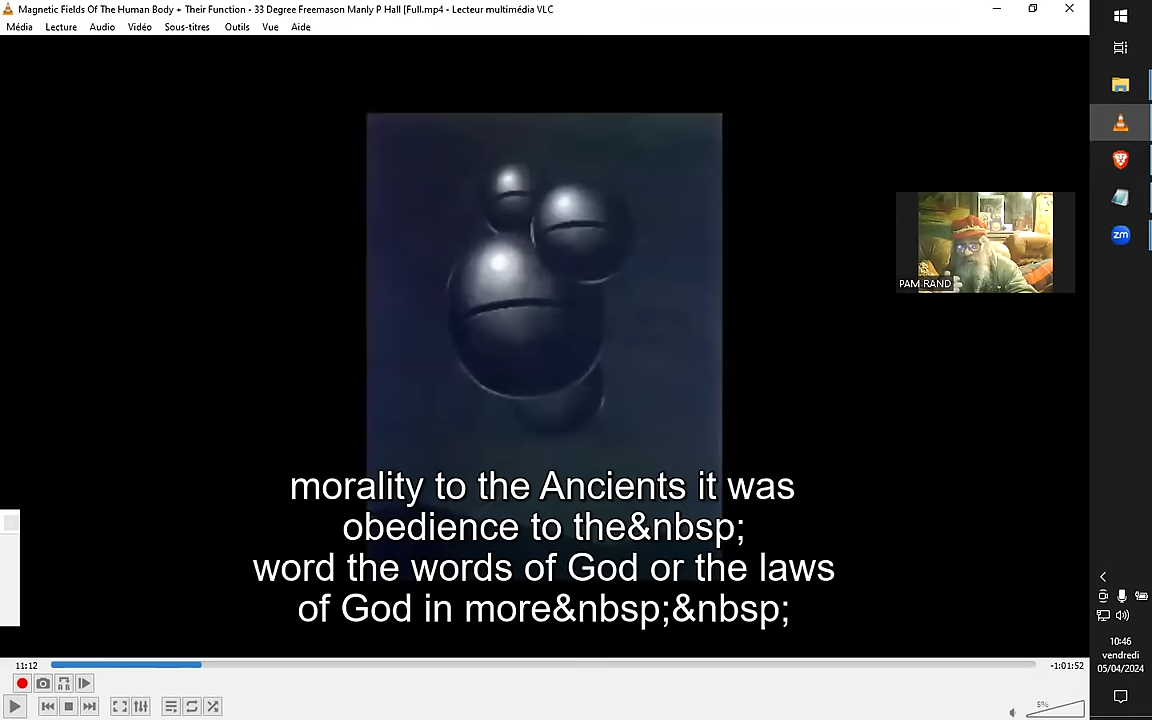 Magnetic Fields Of The Human Body + Their Function - 33 Degree Freemason Manly P Hall [Full.mp4 - Lecteur multimédia VLC
Média Lecture Audio Vidéo Sous-titres Outils Vue Aide
PAM RAND
morality to the Ancients it was
obedience to the&nbsp;
word the words of God or the laws
of God in more&nbsp;&nbsp;
11:12
-1:01:52
5%
zm
10:46
vendredi
05/04/2024